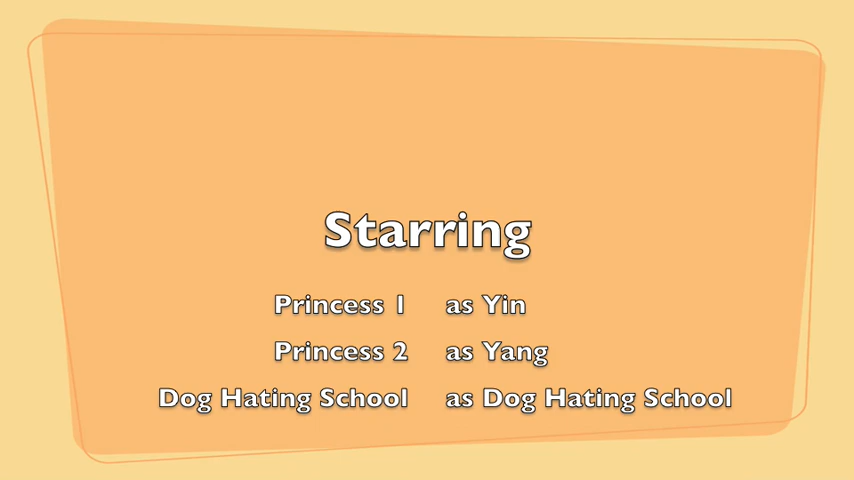 Starring
Princess 1 as Yin
Princess 2 as Yang
Dog Hating School as Dog Hating School